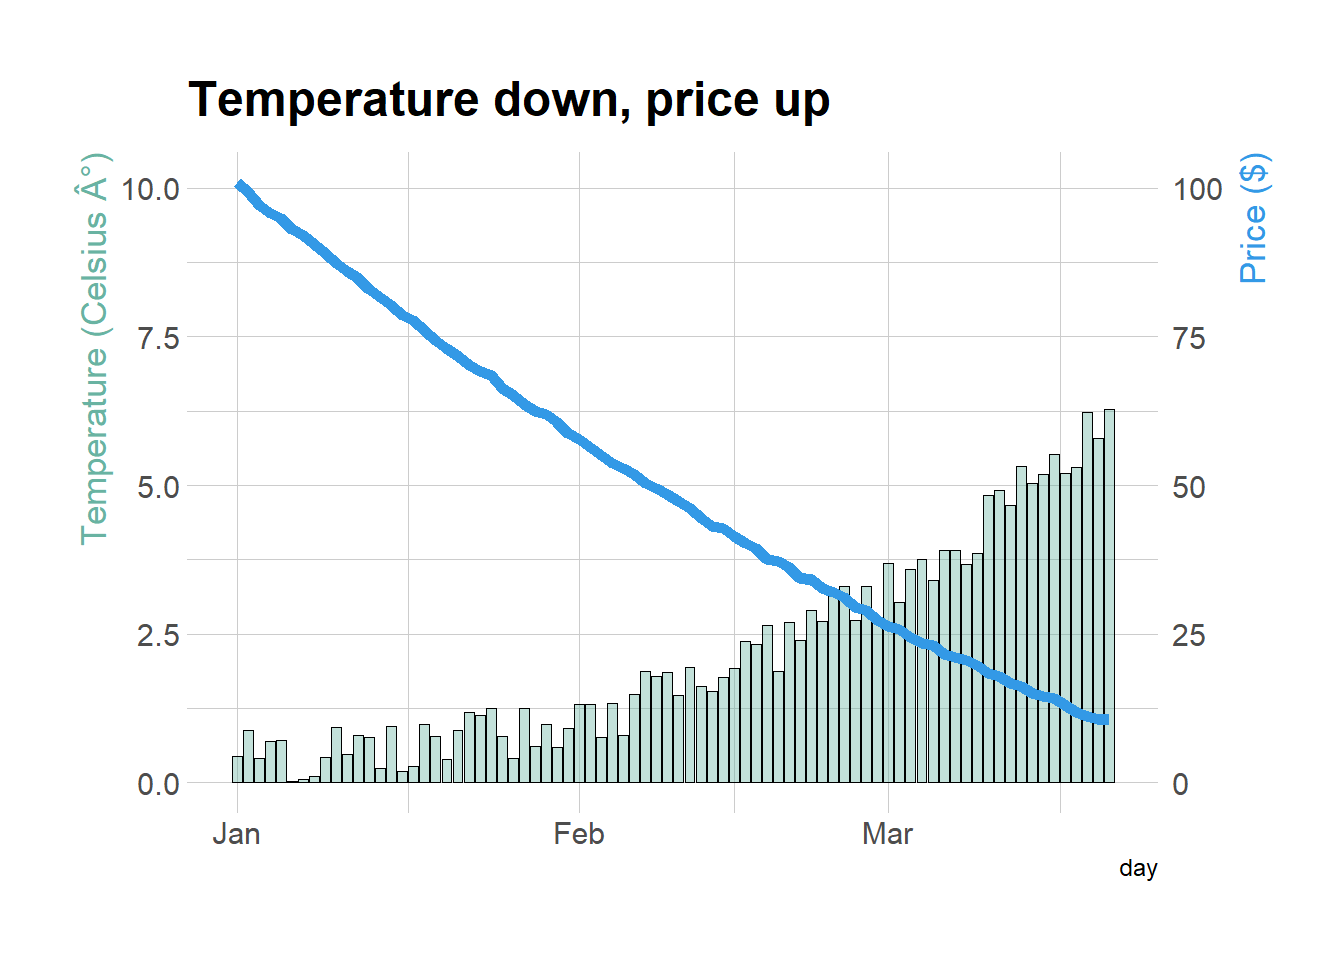 Temperature down, price up
Temperature (Celsius Â°)
10.0
7.5
5.0
2.5
0.0
100
75
50
25
0
Price ($)
Jan
Feb
Mar
day